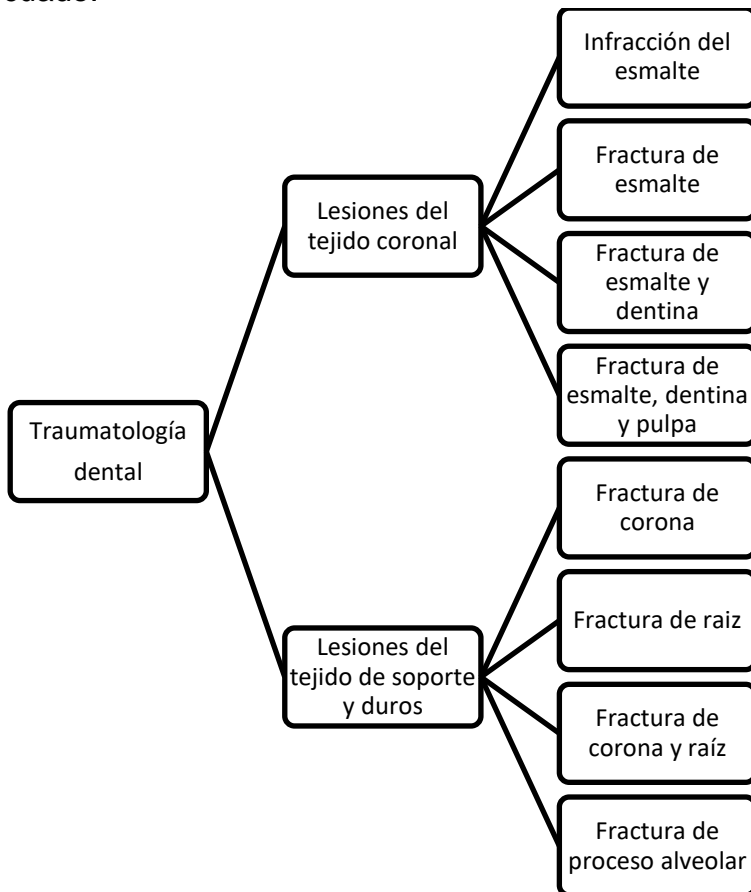 Infracción del
esmalte
Fractura de
esmalte
Lesiones del
tejido coronal
Fractura de
esmalte y
dentina
Fractura de
esmalte, dentina
y pulpa
Traumatología
dental
Fractura de
corona
Fractura de raiz
Lesiones del
tejido de soporte
y duros
Fractura de
corona y raíz
Fractura de
proceso alveolar